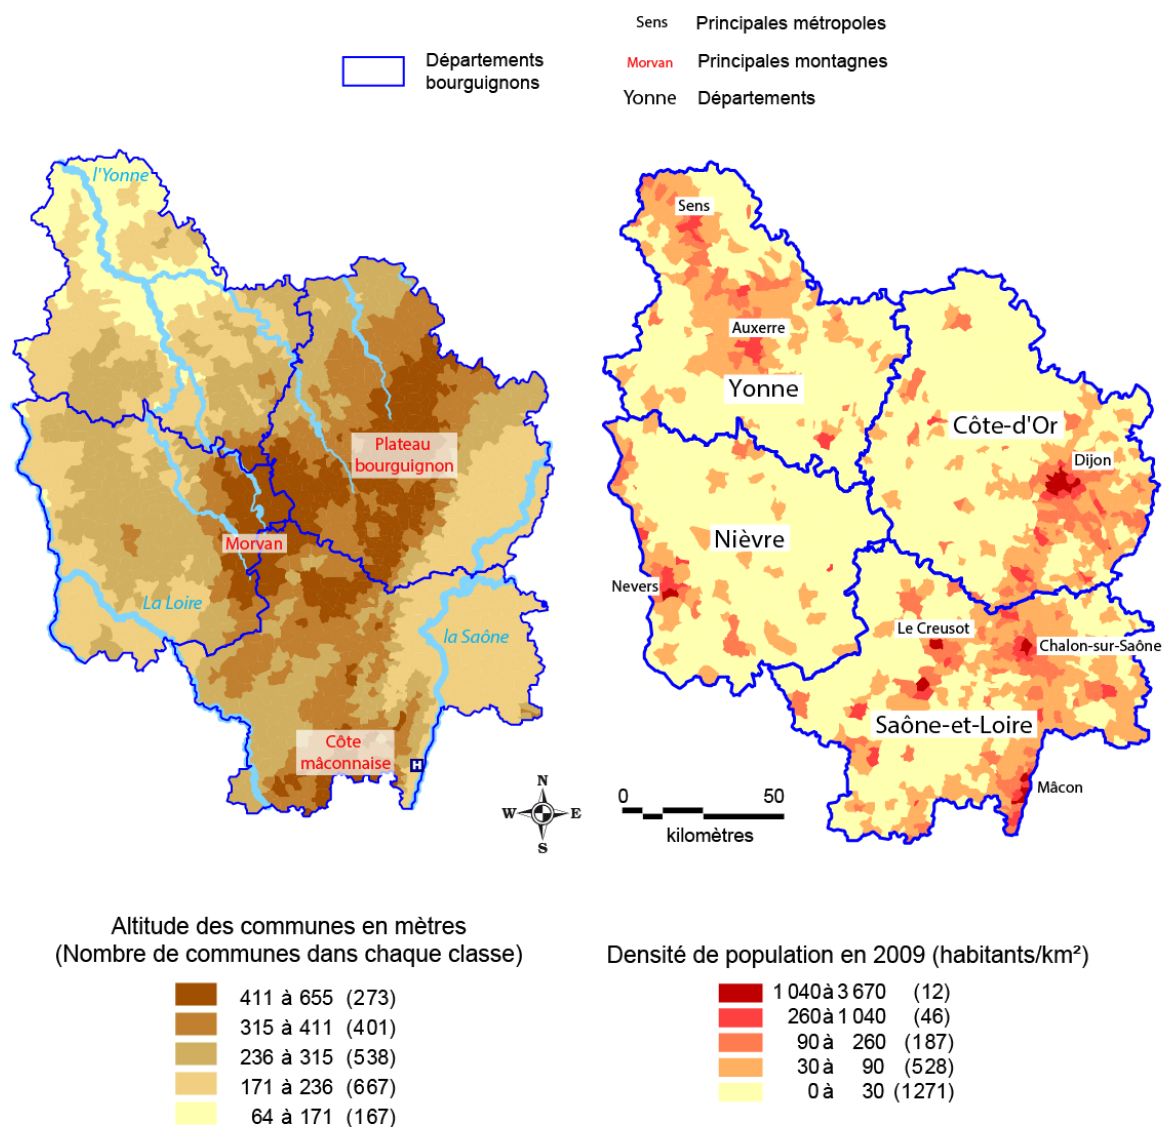 Sens Principales métropoles
Départements
bourguignons
Morvan Principales montagnes
Yonne Départements
l'Yonne
Plateau
bourguignon
Morvan
La Loire
la Saône
Côte
mâconnaise
H
N
W E
S
Sens
Auxerre
Yonne
Côte-d'Or
Dijon
Nièvre
Nevers
Le Creusot
Chalon-sur-Saône
Saône-et-Loire
Mâcon
0 50
kilomètres
Altitude des communes en mètres
(Nombre de communes dans chaque classe)
411 à 655 (273)
315 à 411 (401)
236 à 315 (538)
171 à 236 (667)
64 à 171 (167)
Densité de population en 2009 (habitants/km²)
1 040 à 3 670 (12)
260 à 1 040 (46)
90 à 260 (187)
30 à 90 (528)
0 à 30 (1271)